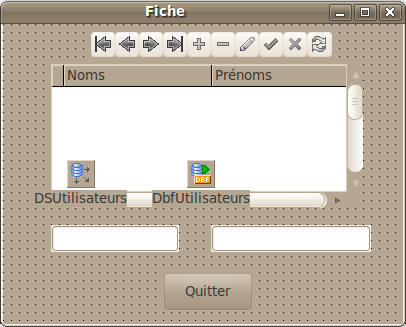 Fiche
Noms Prénoms
DBF
DSUtilisateurs DbfUtilisateurs
Quitter